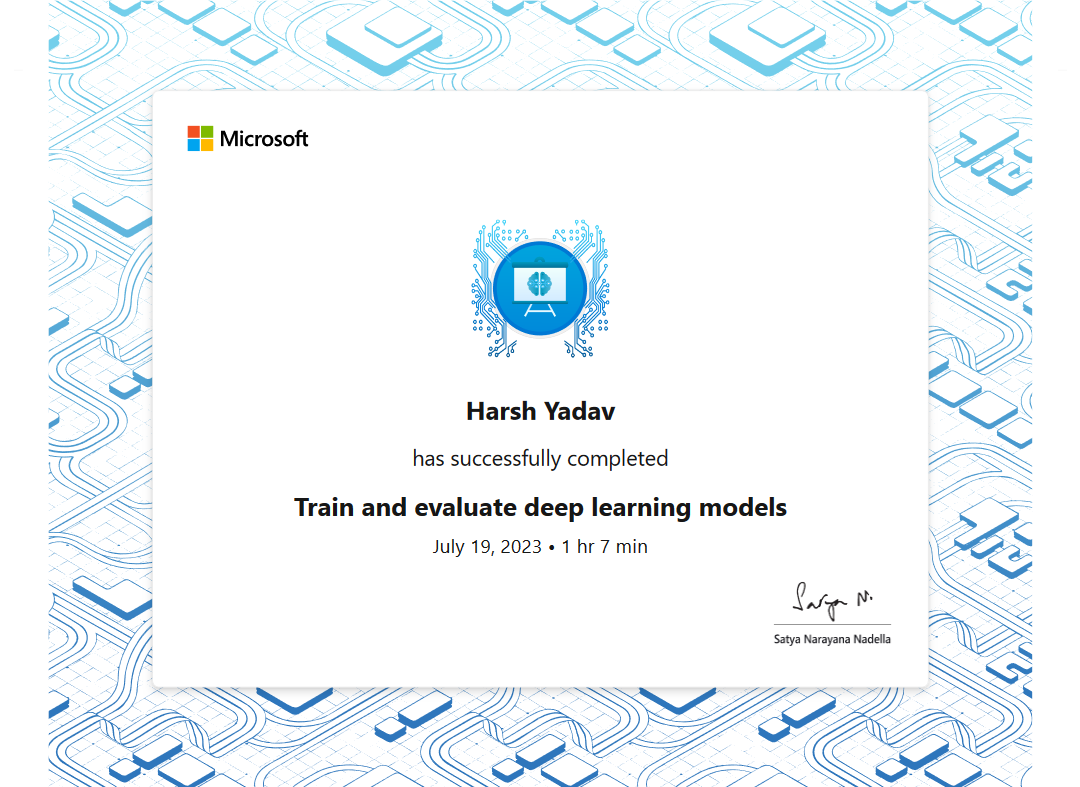 Microsoft
Harsh Yadav
has successfully completed
Train and evaluate deep learning models
July 19, 2023 • 1 hr 7 min
Satya N.
Satya Narayana Nadella